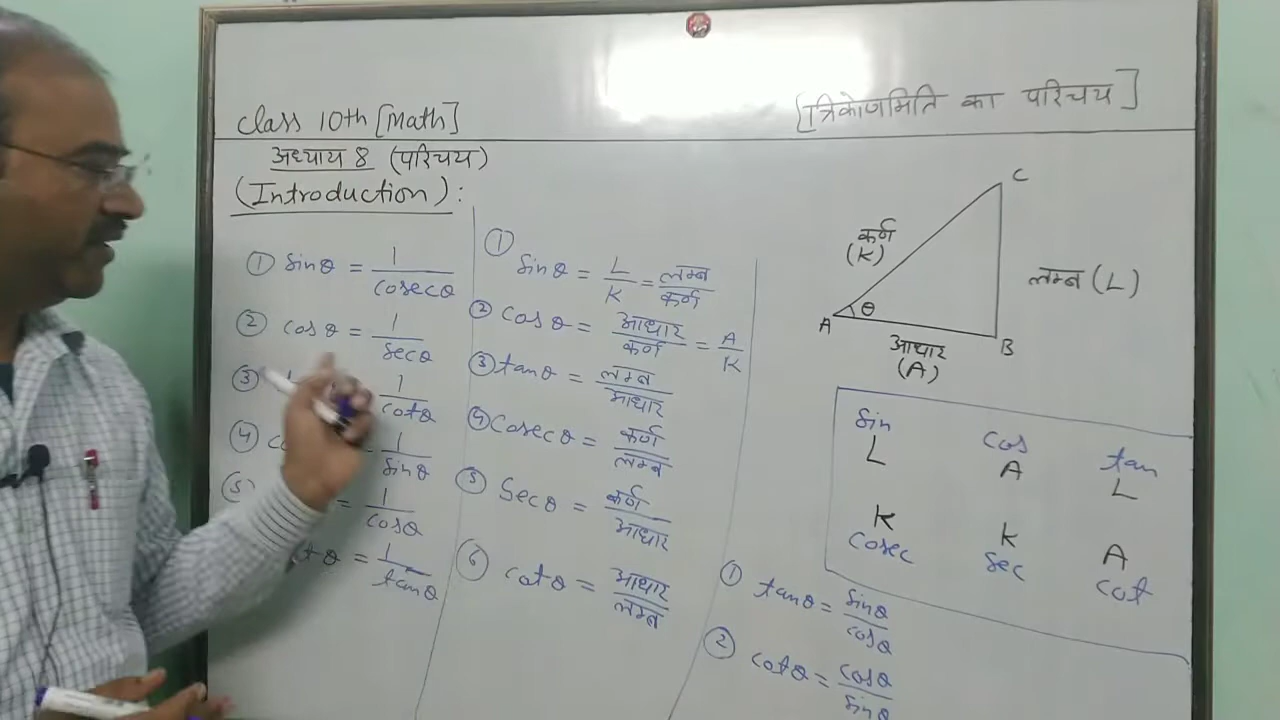 Class 10th [Math]
[त्रिकोणमिति का परिचय]
अध्याय 8 (परिचय)
(Introduction):
① sinθ = 1/cosecθ
② cosθ = 1/secθ
③ 1/cotθ
④ = 1/sinθ
⑤ = 1/cosθ
θ = 1/tanθ
① sinθ = L/K = लम्ब/कर्ण
② cosθ = आधार/कर्ण = A/K
③ tanθ = लम्ब/आधार
④ cosecθ = कर्ण/लम्ब
⑤ Secθ = कर्ण/आधार
⑥ cotθ = आधार/लम्ब
C
कर्ण
(K)
लम्ब (L)
A θ
B
आधार
(A)
sin cos tan
L A L
K K A
cosec sec cot
① tanθ = sinθ/cosθ
② cotθ = cosθ/sinθ